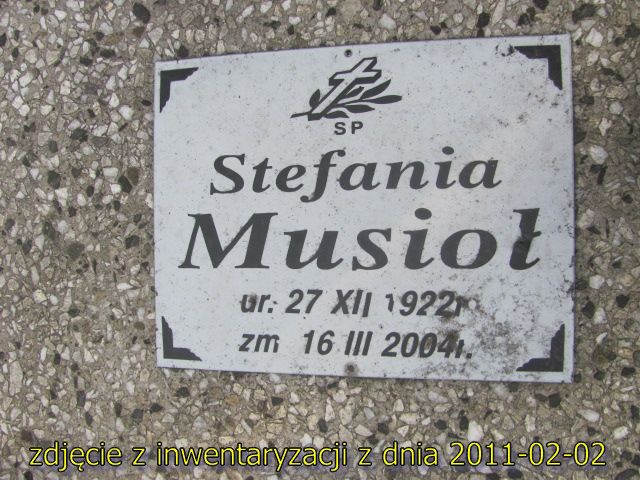 SP
Stefania
Musioł
ur. 27 XII 1922r
zm 16 III 2004r.
zdjęcie z inwentaryzacji z dnia 2011-02-02